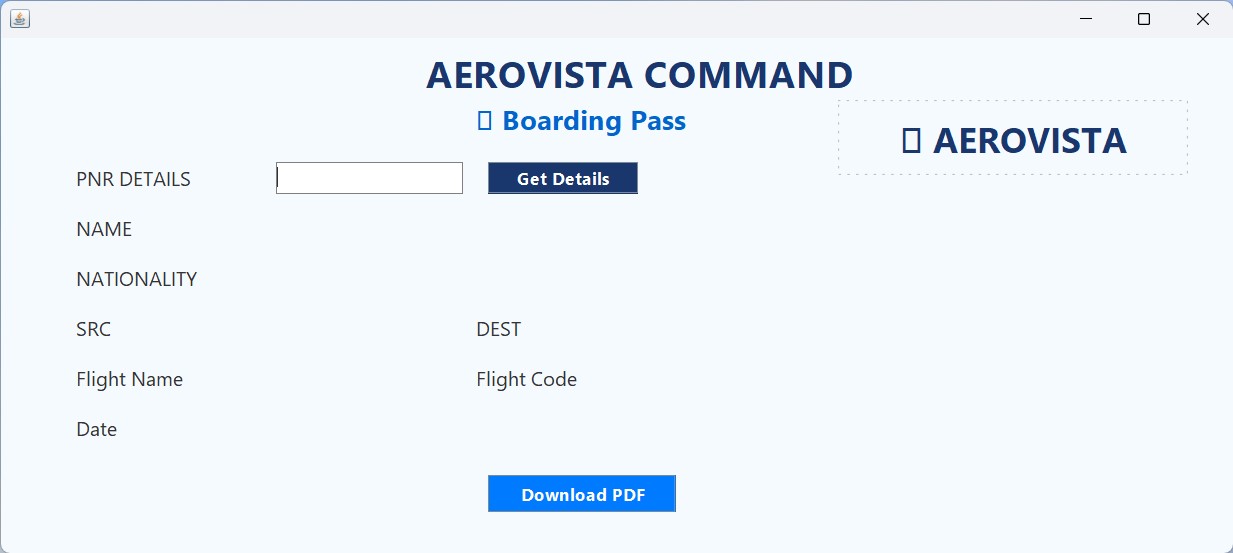 AEROVISTA COMMAND
▯ Boarding Pass
▯ AEROVISTA
PNR DETAILS Get Details
NAME
NATIONALITY
SRC DEST
Flight Name Flight Code
Date
Download PDF